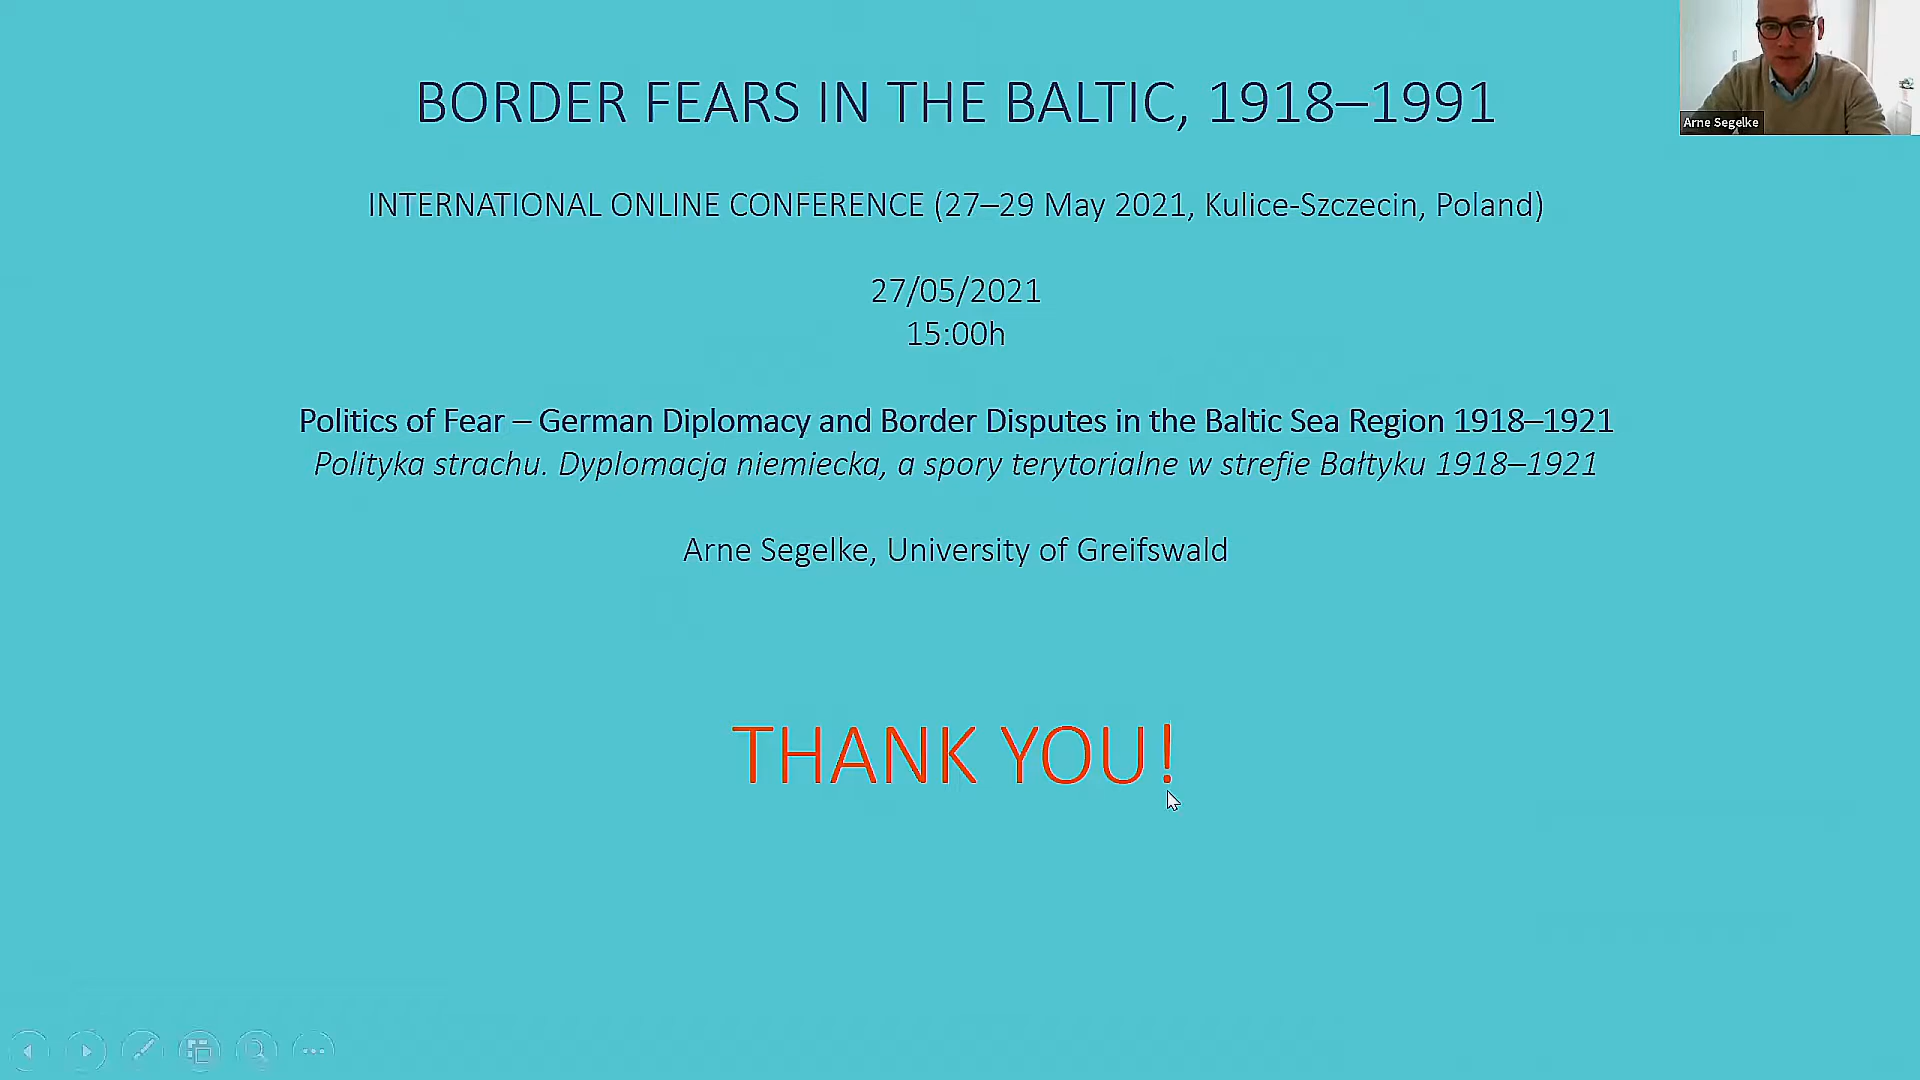 BORDER FEARS IN THE BALTIC, 1918–1991
Arne Segelke
INTERNATIONAL ONLINE CONFERENCE (27–29 May 2021, Kulice-Szczecin, Poland)
27/05/2021
15:00h
Politics of Fear – German Diplomacy and Border Disputes in the Baltic Sea Region 1918–1921
Polityka strachu. Dyplomacja niemiecka, a spory terytorialne w strefie Bałtyku 1918–1921
Arne Segelke, University of Greifswald
THANK YOU!